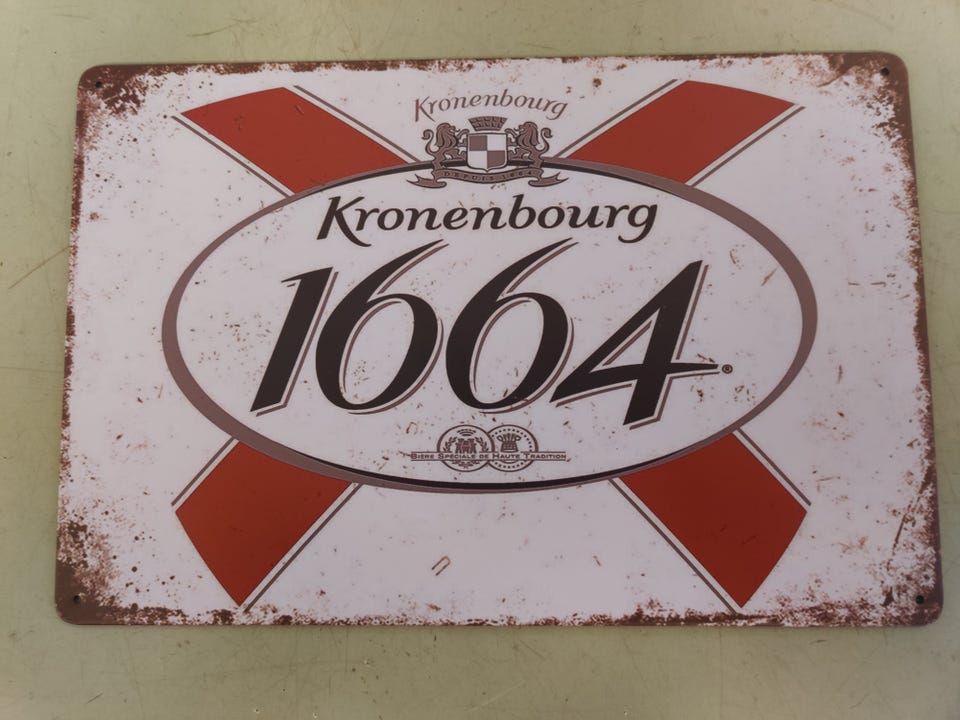 Kronenbourg
DEPUIS 1664
Kronenbourg
1664®
BIÈRE SPÉCIALE DE HAUTE TRADITION